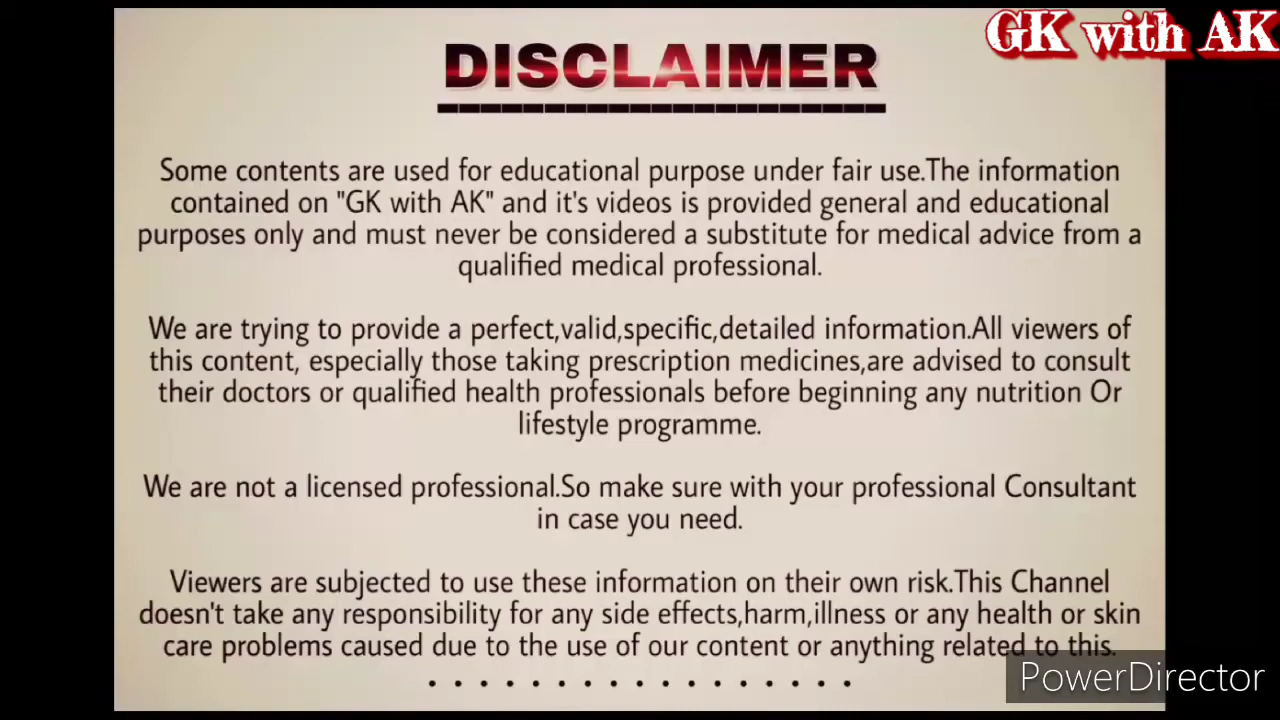 GK with AK
DISCLAIMER
Some contents are used for educational purpose under fair use.The information
contained on "GK with AK" and it's videos is provided general and educational
purposes only and must never be considered a substitute for medical advice from a
qualified medical professional.
We are trying to provide a perfect,valid,specific,detailed information.All viewers of
this content, especially those taking prescription medicines,are advised to consult
their doctors or qualified health professionals before beginning any nutrition Or
lifestyle programme.
We are not a licensed professional.So make sure with your professional Consultant
in case you need.
Viewers are subjected to use these information on their own risk.This Channel
doesn't take any responsibility for any side effects,harm,illness or any health or skin
care problems caused due to the use of our content or anything related to this.
• • • • • • • • • • • • • • • • •
PowerDirector